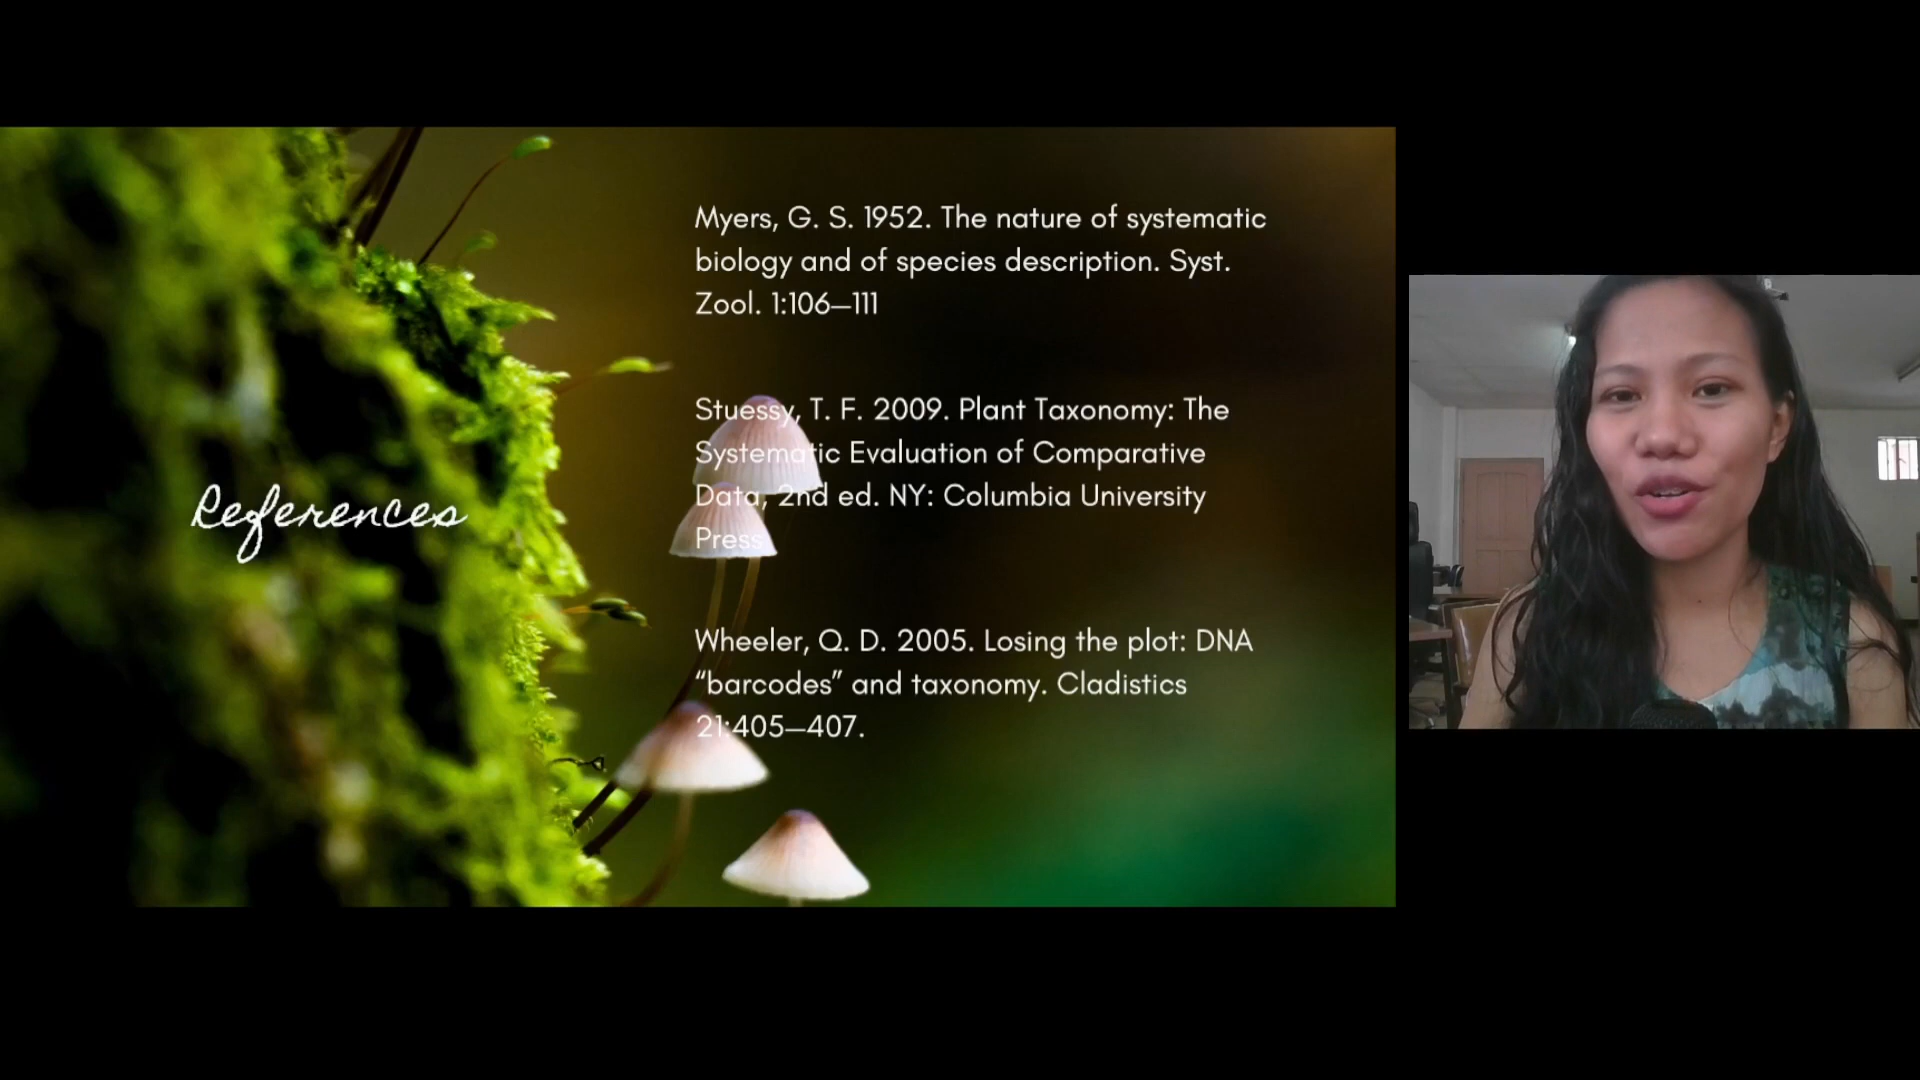 References
Myers, G. S. 1952. The nature of systematic
biology and of species description. Syst.
Zool. 1:106—111
Stuessy, T. F. 2009. Plant Taxonomy: The
Systematic Evaluation of Comparative
Data, 2nd ed. NY: Columbia University
Press
Wheeler, Q. D. 2005. Losing the plot: DNA
“barcodes” and taxonomy. Cladistics
21:405—407.